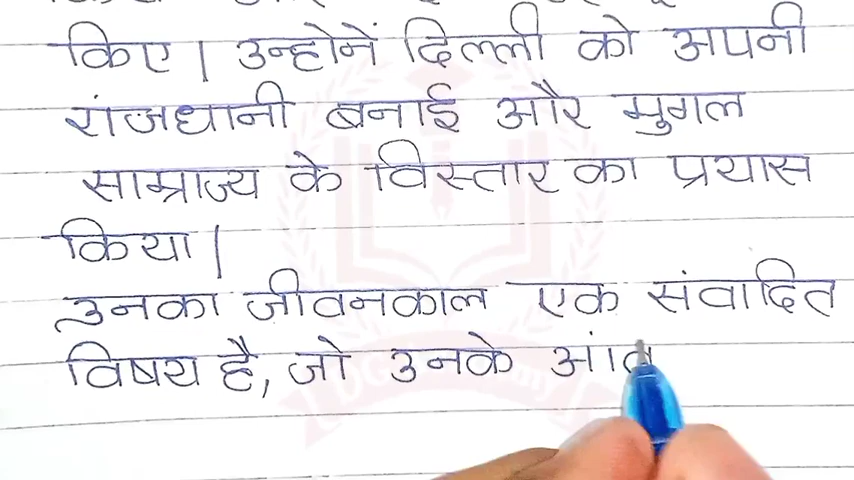 किए। उन्होनें दिल्ली को अपनी
रांजधानी बनाई और मुगल
साम्राज्य के विस्तार का प्रयास
किया।
उनका जीवनकाल एक संवादित
विषय है, जो उनके